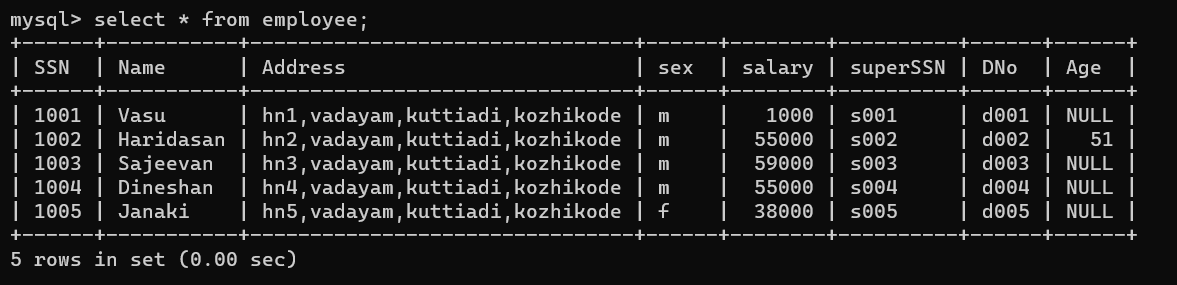 mysql> select * from employee;
+------+-----------+--------------------------------+------+--------+----------+------+------+
| SSN  | Name      | Address                        | sex  | salary | superSSN | DNo  | Age  |
+------+-----------+--------------------------------+------+--------+----------+------+------+
| 1001 | Vasu      | hn1,vadayam,kuttiadi,kozhikode | m    |   1000 | s001     | d001 | NULL |
| 1002 | Haridasan | hn2,vadayam,kuttiadi,kozhikode | m    |  55000 | s002     | d002 |   51 |
| 1003 | Sajeevan  | hn3,vadayam,kuttiadi,kozhikode | m    |  59000 | s003     | d003 | NULL |
| 1004 | Dineshan  | hn4,vadayam,kuttiadi,kozhikode | m    |  55000 | s004     | d004 | NULL |
| 1005 | Janaki    | hn5,vadayam,kuttiadi,kozhikode | f    |  38000 | s005     | d005 | NULL |
+------+-----------+--------------------------------+------+--------+----------+------+------+
5 rows in set (0.00 sec)